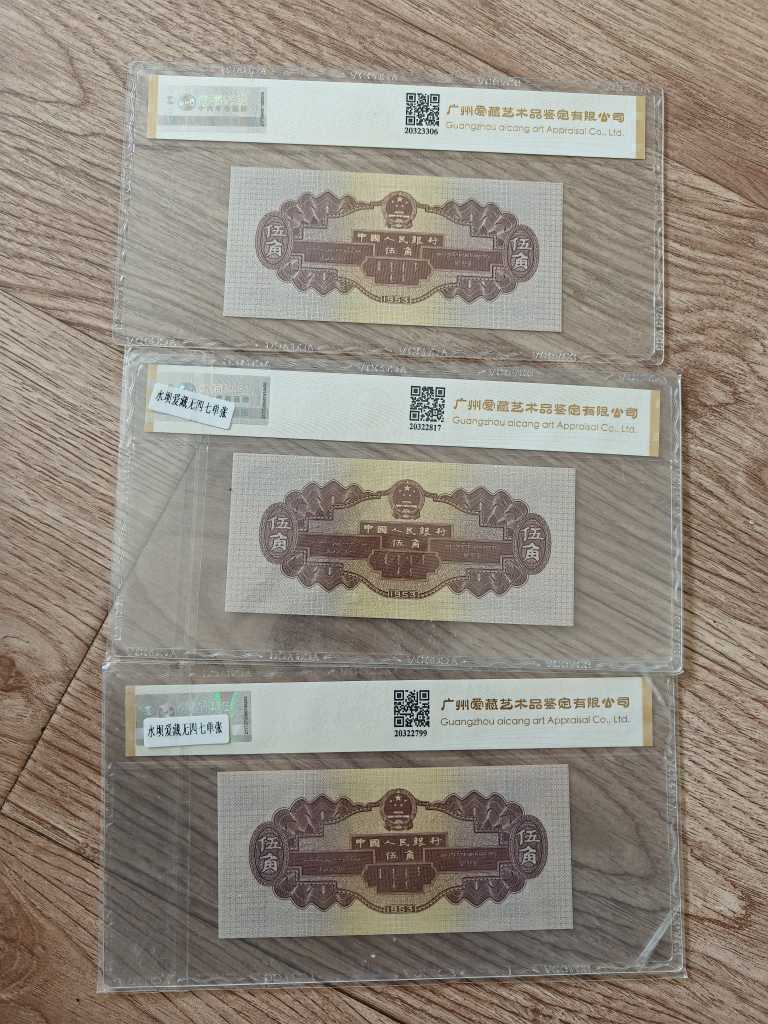 广州爱藏艺术品鉴定有限公司
Guangzhou aicang art Appraisal Co., Ltd.
20323306
中國人民銀行
伍角
伍角
伍角
1953
水坝爱藏无四七单张
广州爱藏艺术品鉴定有限公司
Guangzhou aicang art Appraisal Co., Ltd.
20322817
中國人民銀行
伍角
伍角
伍角
1953
水坝爱藏无四七单张
广州爱藏艺术品鉴定有限公司
Guangzhou aicang art Appraisal Co., Ltd.
20322799
中國人民銀行
伍角
伍角
伍角
1953